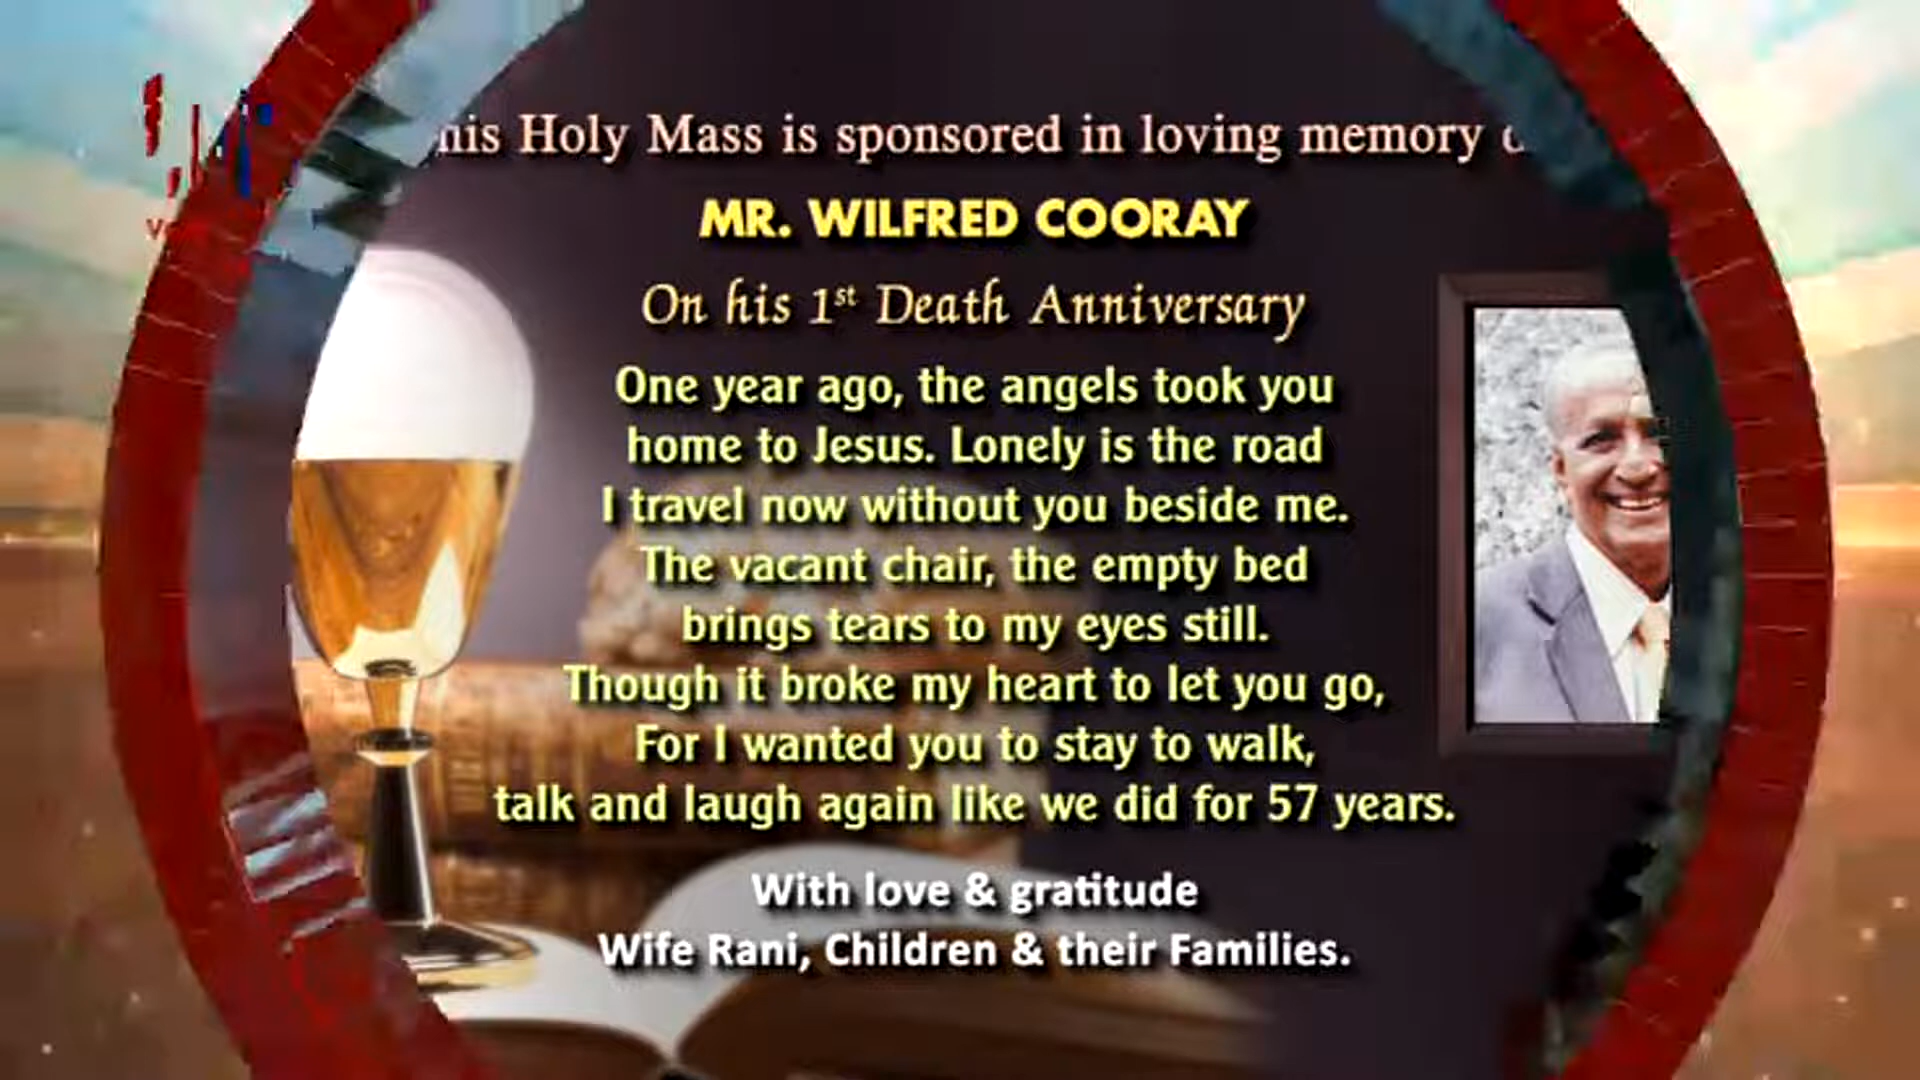 his Holy Mass is sponsored in loving memory
MR. WILFRED COORAY
On his 1st Death Anniversary
One year ago, the angels took you
home to Jesus. Lonely is the road
I travel now without you beside me.
The vacant chair, the empty bed
brings tears to my eyes still.
Though it broke my heart to let you go,
For I wanted you to stay to walk,
talk and laugh again like we did for 57 years.
With love & gratitude
Wife Rani, Children & their Families.